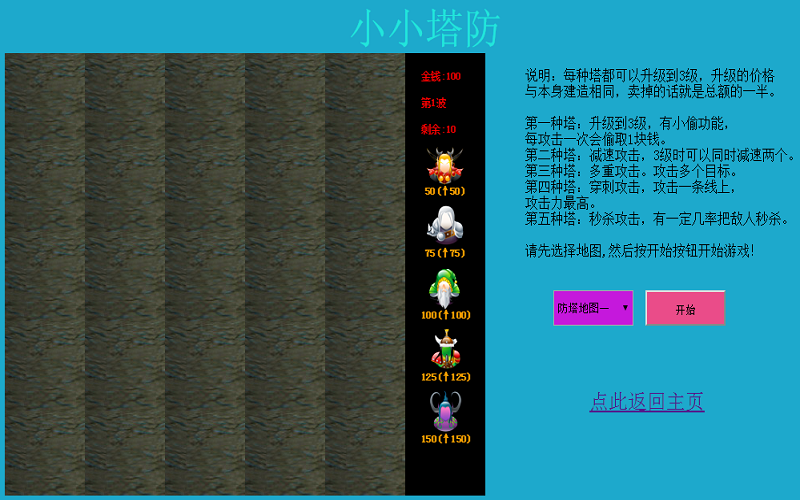 小小塔防
金钱:100
第1波
剩余:10
50(↑50)
75(↑75)
100(↑100)
125(↑125)
150(↑150)
说明：每种塔都可以升级到3级，升级的价格
与本身建造相同，卖掉的话就是总额的一半。
第一种塔：升级到3级，有小偷功能，
每攻击一次会偷取1块钱。
第二种塔：减速攻击，3级时可以同时减速两个。
第三种塔：多重攻击。攻击多个目标。
第四种塔：穿刺攻击，攻击一条线上，
攻击力最高。
第五种塔：秒杀攻击，有一定几率把敌人秒杀。
请先选择地图,然后按开始按钮开始游戏!
防塔地图一
开始
点此返回主页